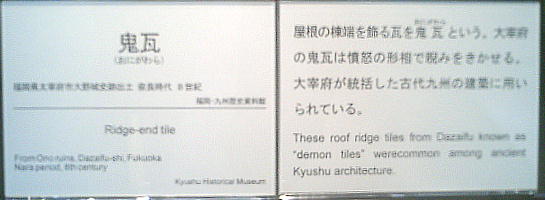 鬼瓦
(おにがわら)
福岡県太宰府市大野城史跡出土 奈良時代 8世紀
福岡・九州歴史資料館
Ridge-end tile
From Ono ruins, Dazaifu-shi, Fukuoka
Nara period, 8th century
Kyushu Historical Museum
おにがわら
屋根の棟端を飾る瓦を鬼瓦という。大宰府
の鬼瓦は憤怒の形相で睨みをきかせる。
大宰府が統括した古代九州の建築に用い
られている。
These roof ridge tiles from Dazaifu known as
"demon tiles" werecommon among ancient
Kyushu architecture.